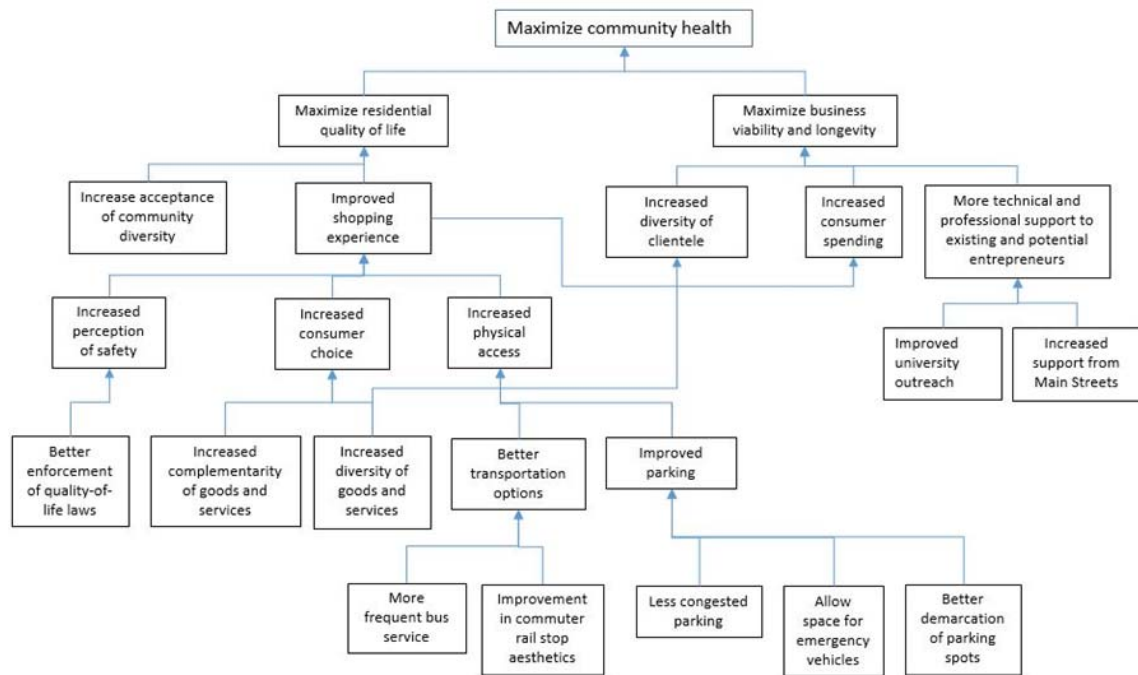 Maximize community health
Maximize residential
quality of life
Maximize business
viability and longevity
Increase acceptance
of community
diversity
Improved
shopping
experience
Increased
diversity of
clientele
Increased
consumer
spending
More technical and
professional support to
existing and potential
entrepreneurs
Increased
perception
of safety
Increased
consumer
choice
Increased
physical
access
Improved
university
outreach
Increased
support from
Main Streets
Better
enforcement
of quality-of-
life laws
Increased
complementarity
of goods and
services
Increased
diversity of
goods and
services
Better
transportation
options
Improved
parking
More
frequent bus
service
Improvement
in commuter
rail stop
aesthetics
Less congested
parking
Allow
space for
emergency
vehicles
Better
demarcation
of parking
spots